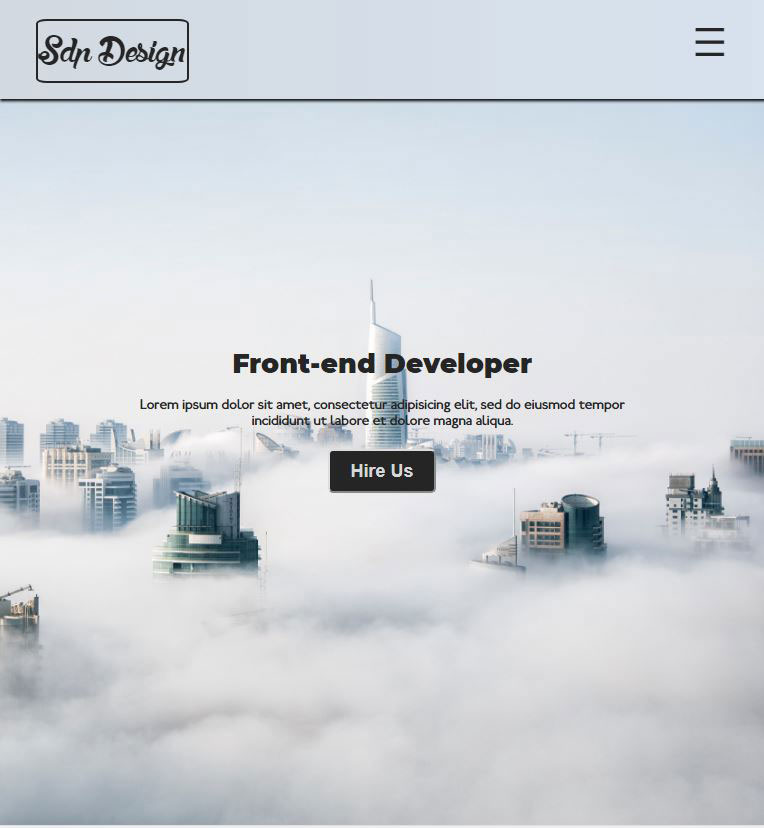 Sdp Design
Front-end Developer
Lorem ipsum dolor sit amet, consectetur adipisicing elit, sed do eiusmod tempor
incididunt ut labore et dolore magna aliqua.
Hire Us